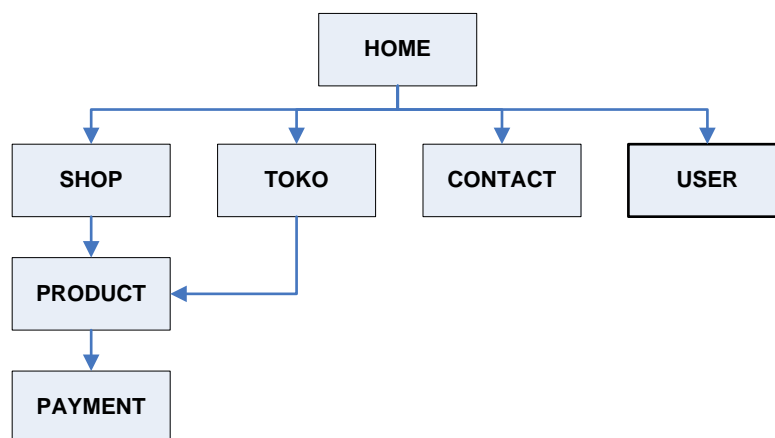 HOME
SHOP
TOKO
CONTACT
USER
PRODUCT
PAYMENT